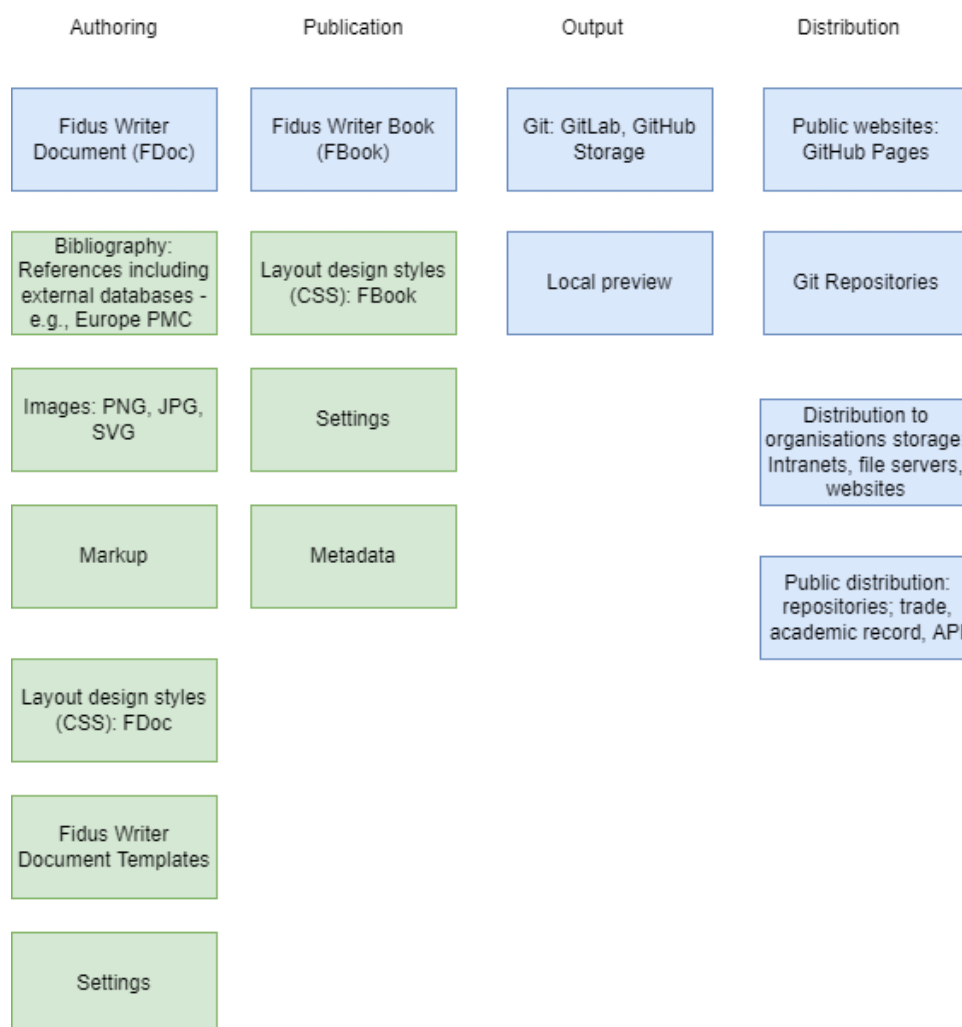 Authoring
Publication
Output
Distribution
Fidus Writer
Document (FDoc)
Fidus Writer Book
(FBook)
Git: GitLab, GitHub
Storage
Public websites:
GitHub Pages
Bibliography:
References including
external databases -
e.g., Europe PMC
Layout design styles
(CSS): FBook
Local preview
Git Repositories
Images: PNG, JPG,
SVG
Settings
Distribution to
organisations storage
Intranets, file servers,
websites
Markup
Metadata
Public distribution:
repositories; trade,
academic record, API
Layout design styles
(CSS): FDoc
Fidus Writer
Document Templates
Settings